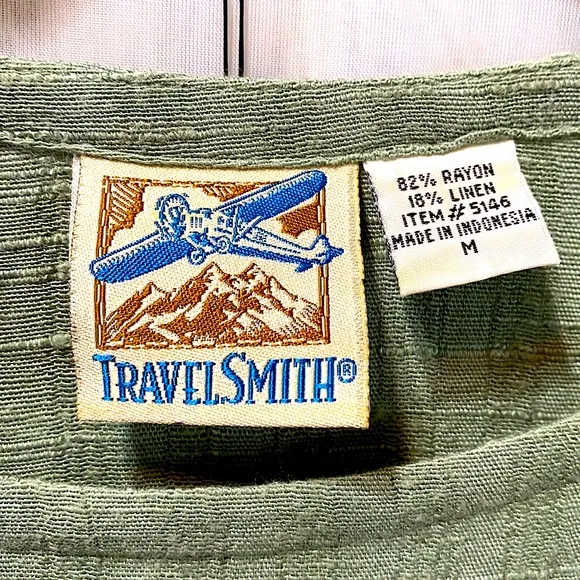 TRAVELSMITH®
82% RAYON
18% LINEN
ITEM # 5146
MADE IN INDONESIA
M